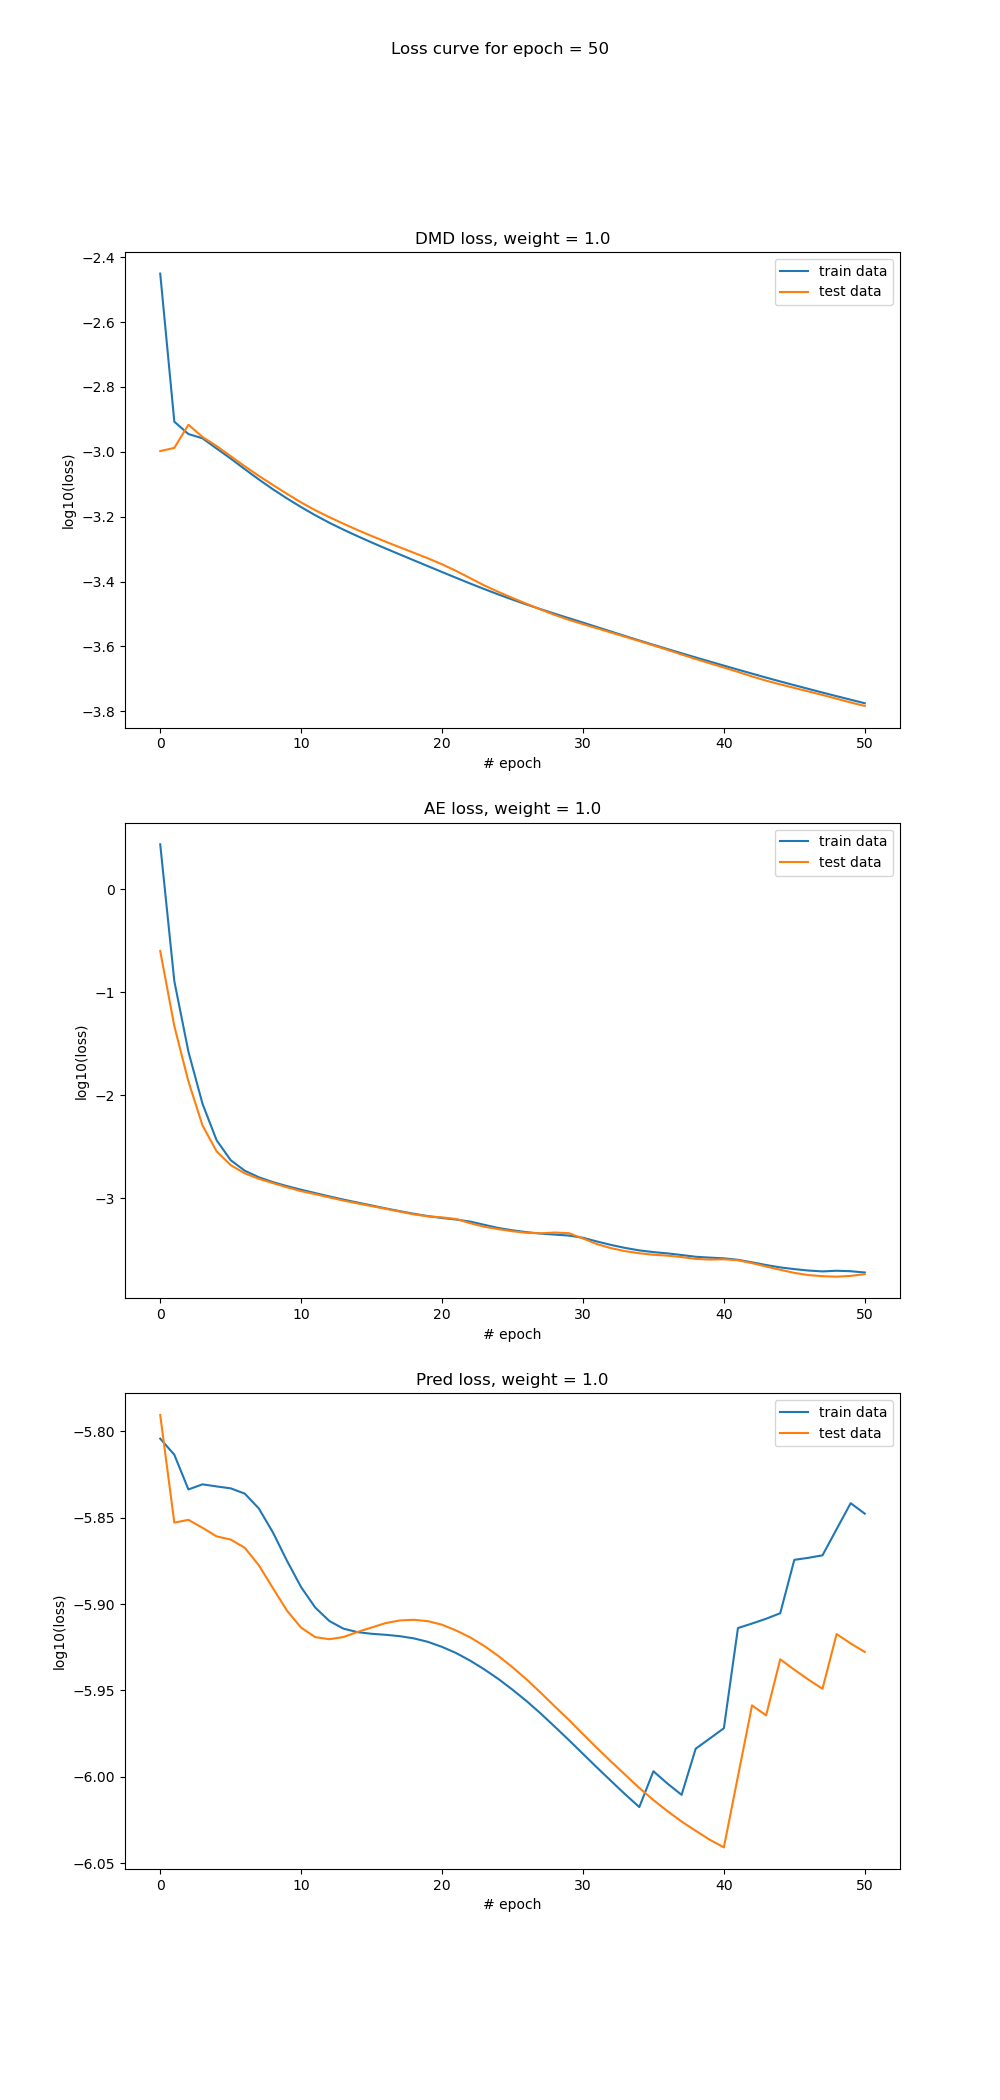 Loss curve for epoch = 50
DMD loss, weight = 1.0
train data
test data
−2.4
−2.6
−2.8
−3.0
−3.2
−3.4
−3.6
−3.8
log10(loss)
0 10 20 30 40 50
# epoch
AE loss, weight = 1.0
train data
test data
0
−1
−2
−3
log10(loss)
0 10 20 30 40 50
# epoch
Pred loss, weight = 1.0
train data
test data
−5.80
−5.85
−5.90
−5.95
−6.00
−6.05
log10(loss)
0 10 20 30 40 50
# epoch